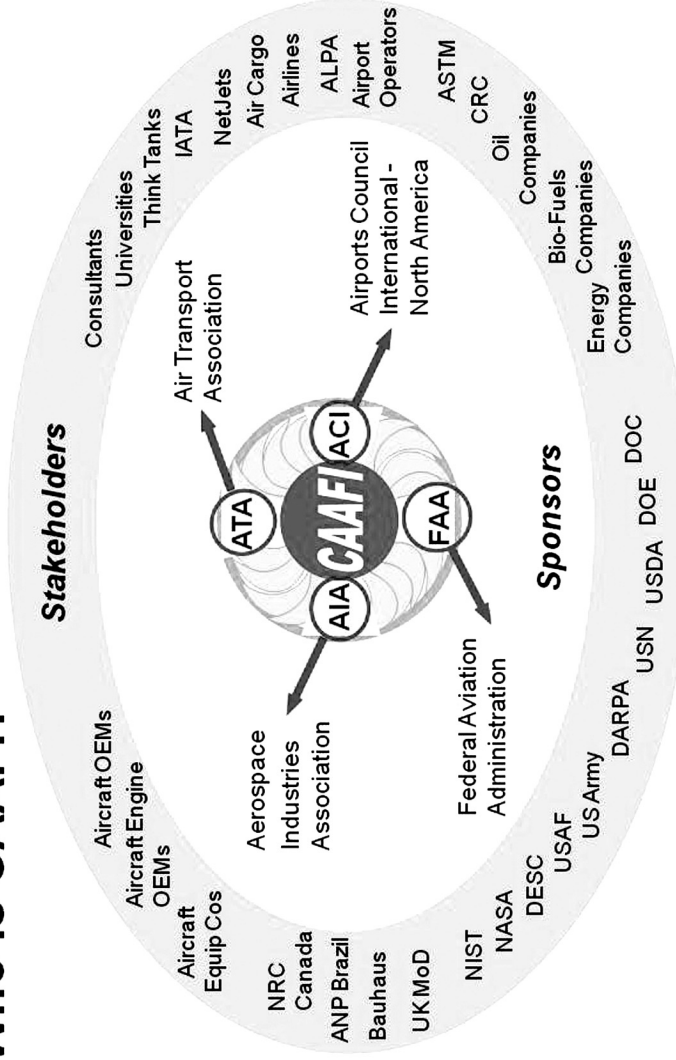 Stakeholders
Aircraft OEMs
Aircraft Engine
OEMs
Aircraft
Equip Cos
NRC
Canada
ANP Brazil
Bauhaus
UK MoD
Consultants
Universities
Think Tanks
IATA
NetJets
Air Cargo
Airlines
ALPA
Airport
Operators
ASTM
CRC
Oil
Companies
Bio-Fuels
Companies
Energy
Companies
Air Transport
Association
Aerospace
Industries
Association
Airports Council
International -
North America
Federal Aviation
Administration
ATA
AIA
CAAFI
ACI
FAA
Sponsors
NIST
NASA
DESC
USAF
US Army
DARPA
USN
USDA
DOE
DOC